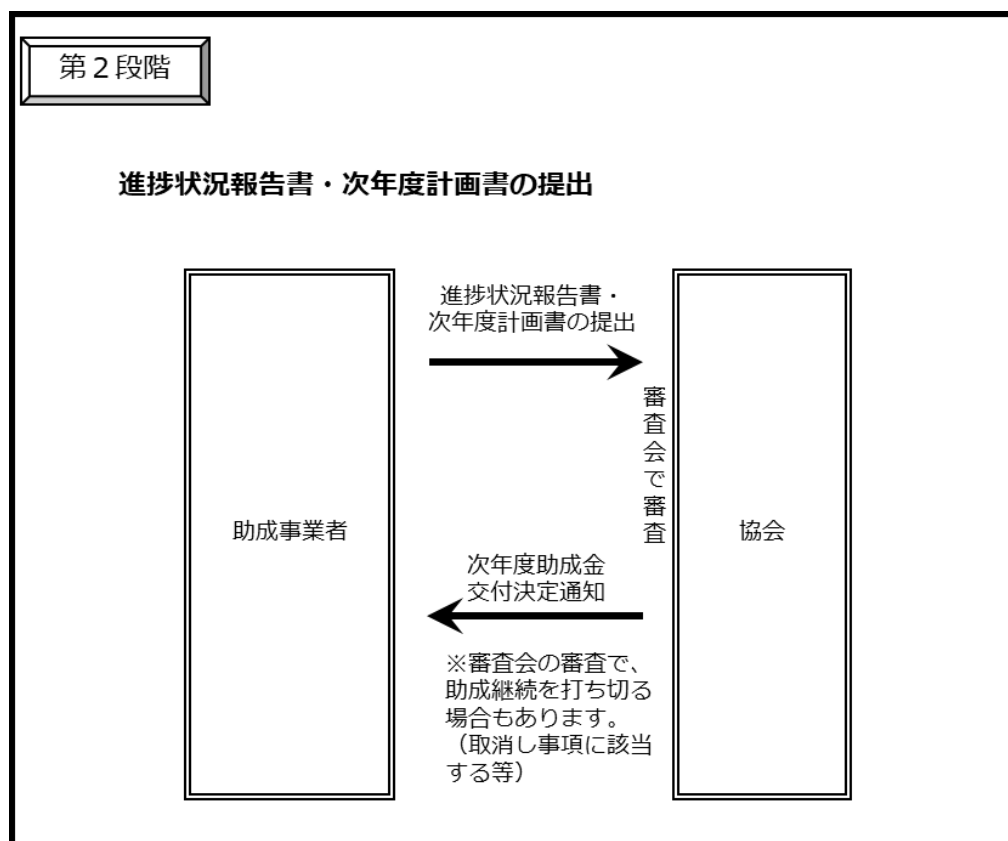 第２段階
進捗状況報告書・次年度計画書の提出
進捗状況報告書・
次年度計画書の提出
審査会で審査
助成事業者
協会
次年度助成金
交付決定通知
※審査会の審査で、
助成継続を打ち切る
場合もあります。
（取消し事項に該当
する等）